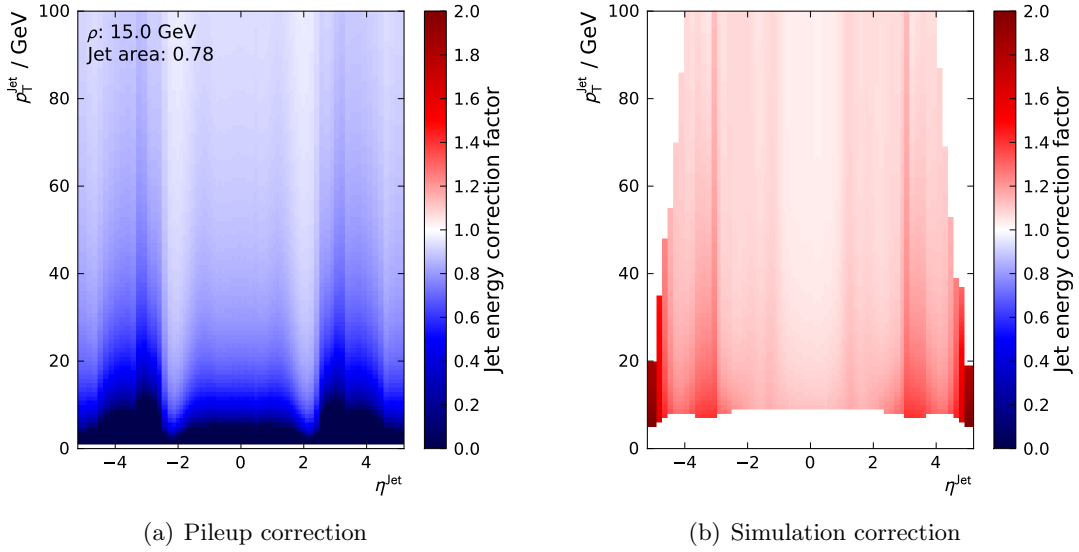 ρ: 15.0 GeV
Jet area: 0.78
100
80
60
40
20
0
p_T^Jet / GeV
−4 −2 0 2 4
η^Jet
2.0
1.8
1.6
1.4
1.2
1.0
0.8
0.6
0.4
0.2
0.0
Jet energy correction factor
(a) Pileup correction
100
80
60
40
20
0
p_T^Jet / GeV
−4 −2 0 2 4
η^Jet
2.0
1.8
1.6
1.4
1.2
1.0
0.8
0.6
0.4
0.2
0.0
Jet energy correction factor
(b) Simulation correction